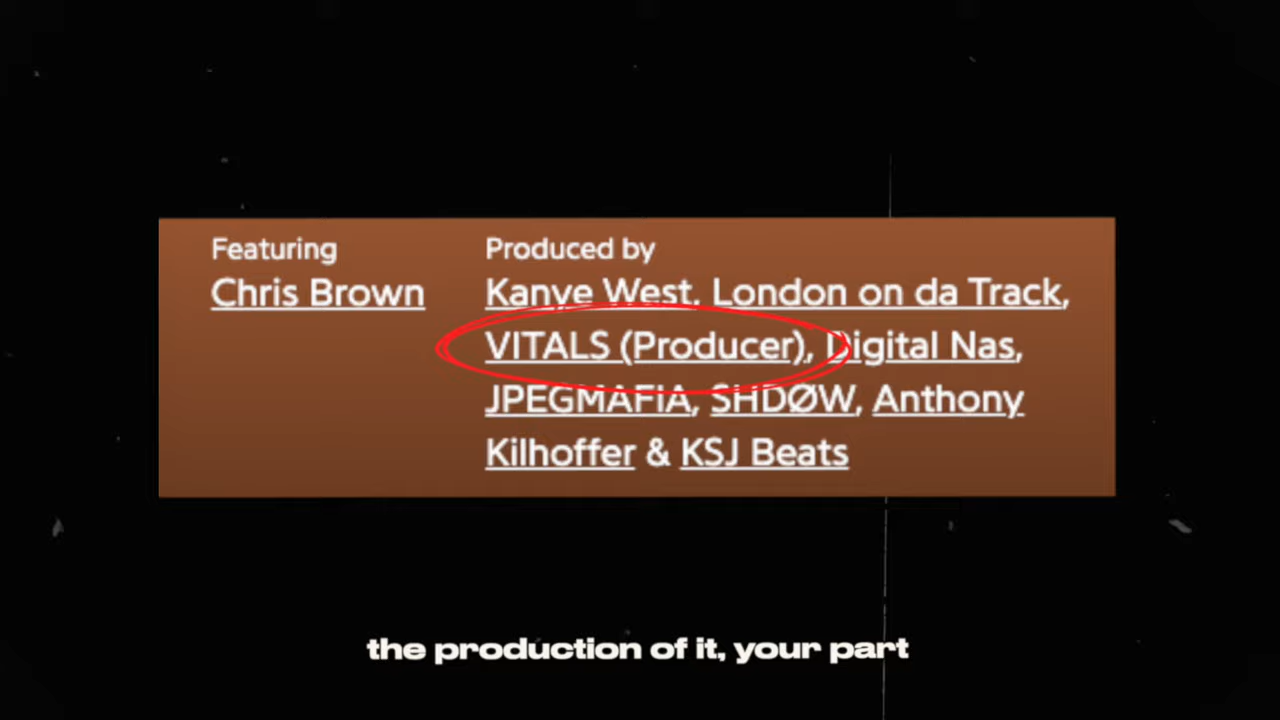 Featuring
Chris Brown
Produced by
Kanye West, London on da Track,
VITALS (Producer), Digital Nas,
JPEGMAFIA, SHDØW, Anthony
Kilhoffer & KSJ Beats
the production of it, your part